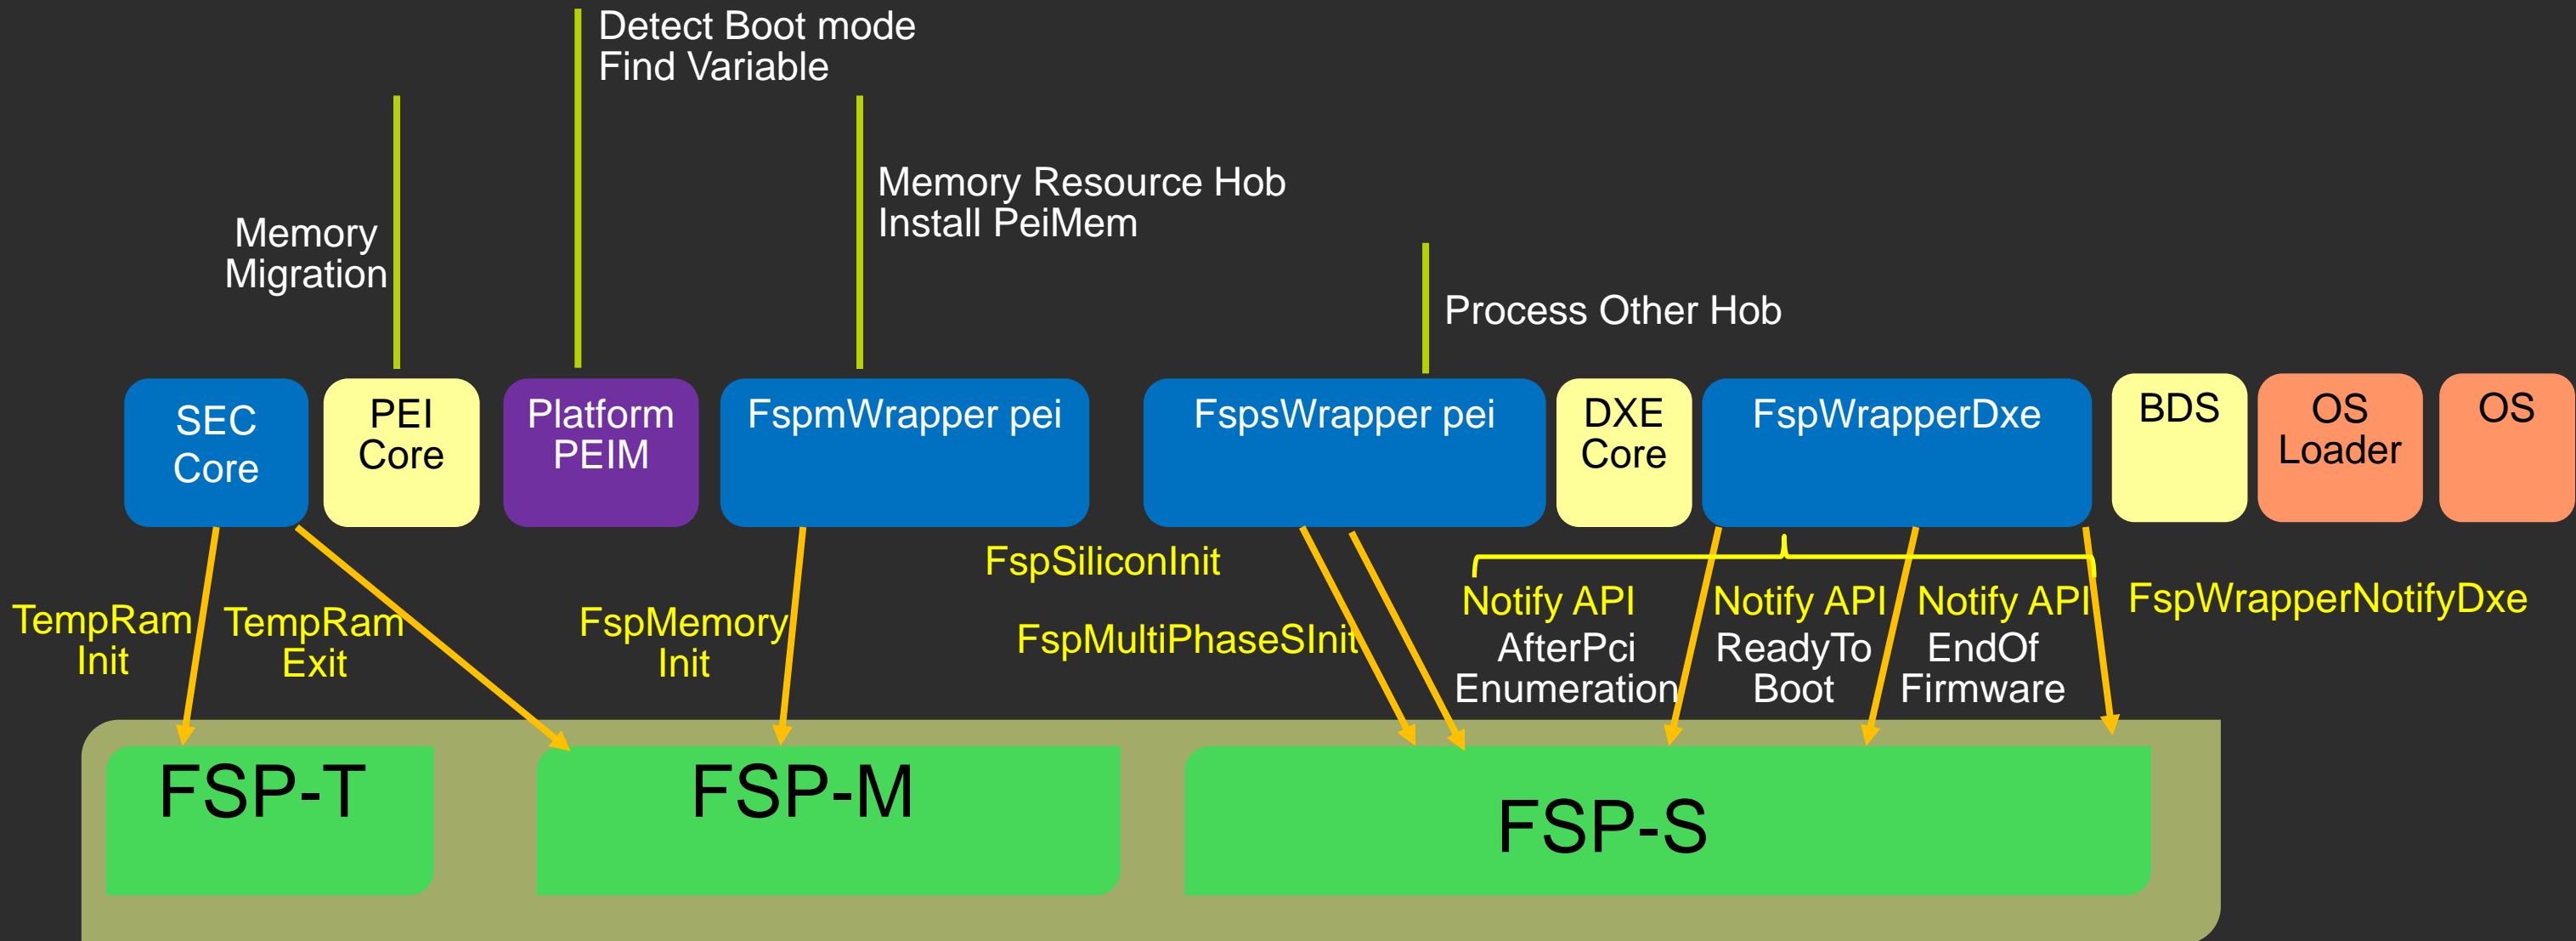 Detect Boot mode
Find Variable
Memory Resource Hob
Install PeiMem
Memory
Migration
Process Other Hob
SEC
Core
PEI
Core
Platform
PEIM
FspmWrapper pei
FspsWrapper pei
DXE
Core
FspWrapperDxe
BDS
OS
Loader
OS
TempRam
Init
TempRam
Exit
FspMemory
Init
FspSiliconInit
FspMultiPhaseSInit
Notify API
AfterPci
Enumeration
Notify API
ReadyTo
Boot
Notify API
EndOf
Firmware
FspWrapperNotifyDxe
FSP-T
FSP-M
FSP-S